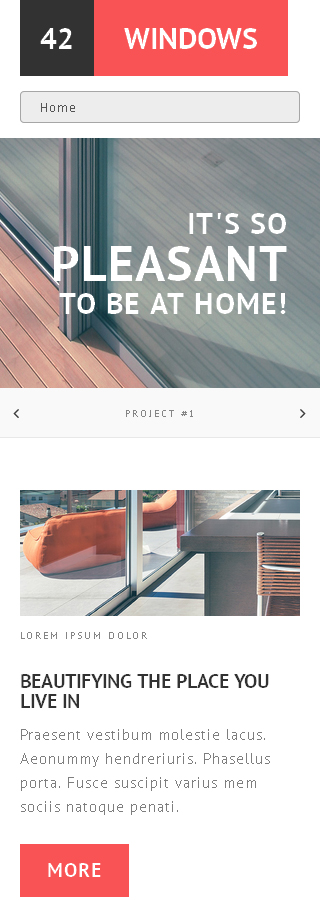 42 WINDOWS
Home
IT'S SO
PLEASANT
TO BE AT HOME!
PROJECT #1
LOREM IPSUM DOLOR
BEAUTIFYING THE PLACE YOU
LIVE IN
Praesent vestibum molestie lacus.
Aeonummy hendreriuris. Phasellus
porta. Fusce suscipit varius mem
sociis natoque penati.
MORE